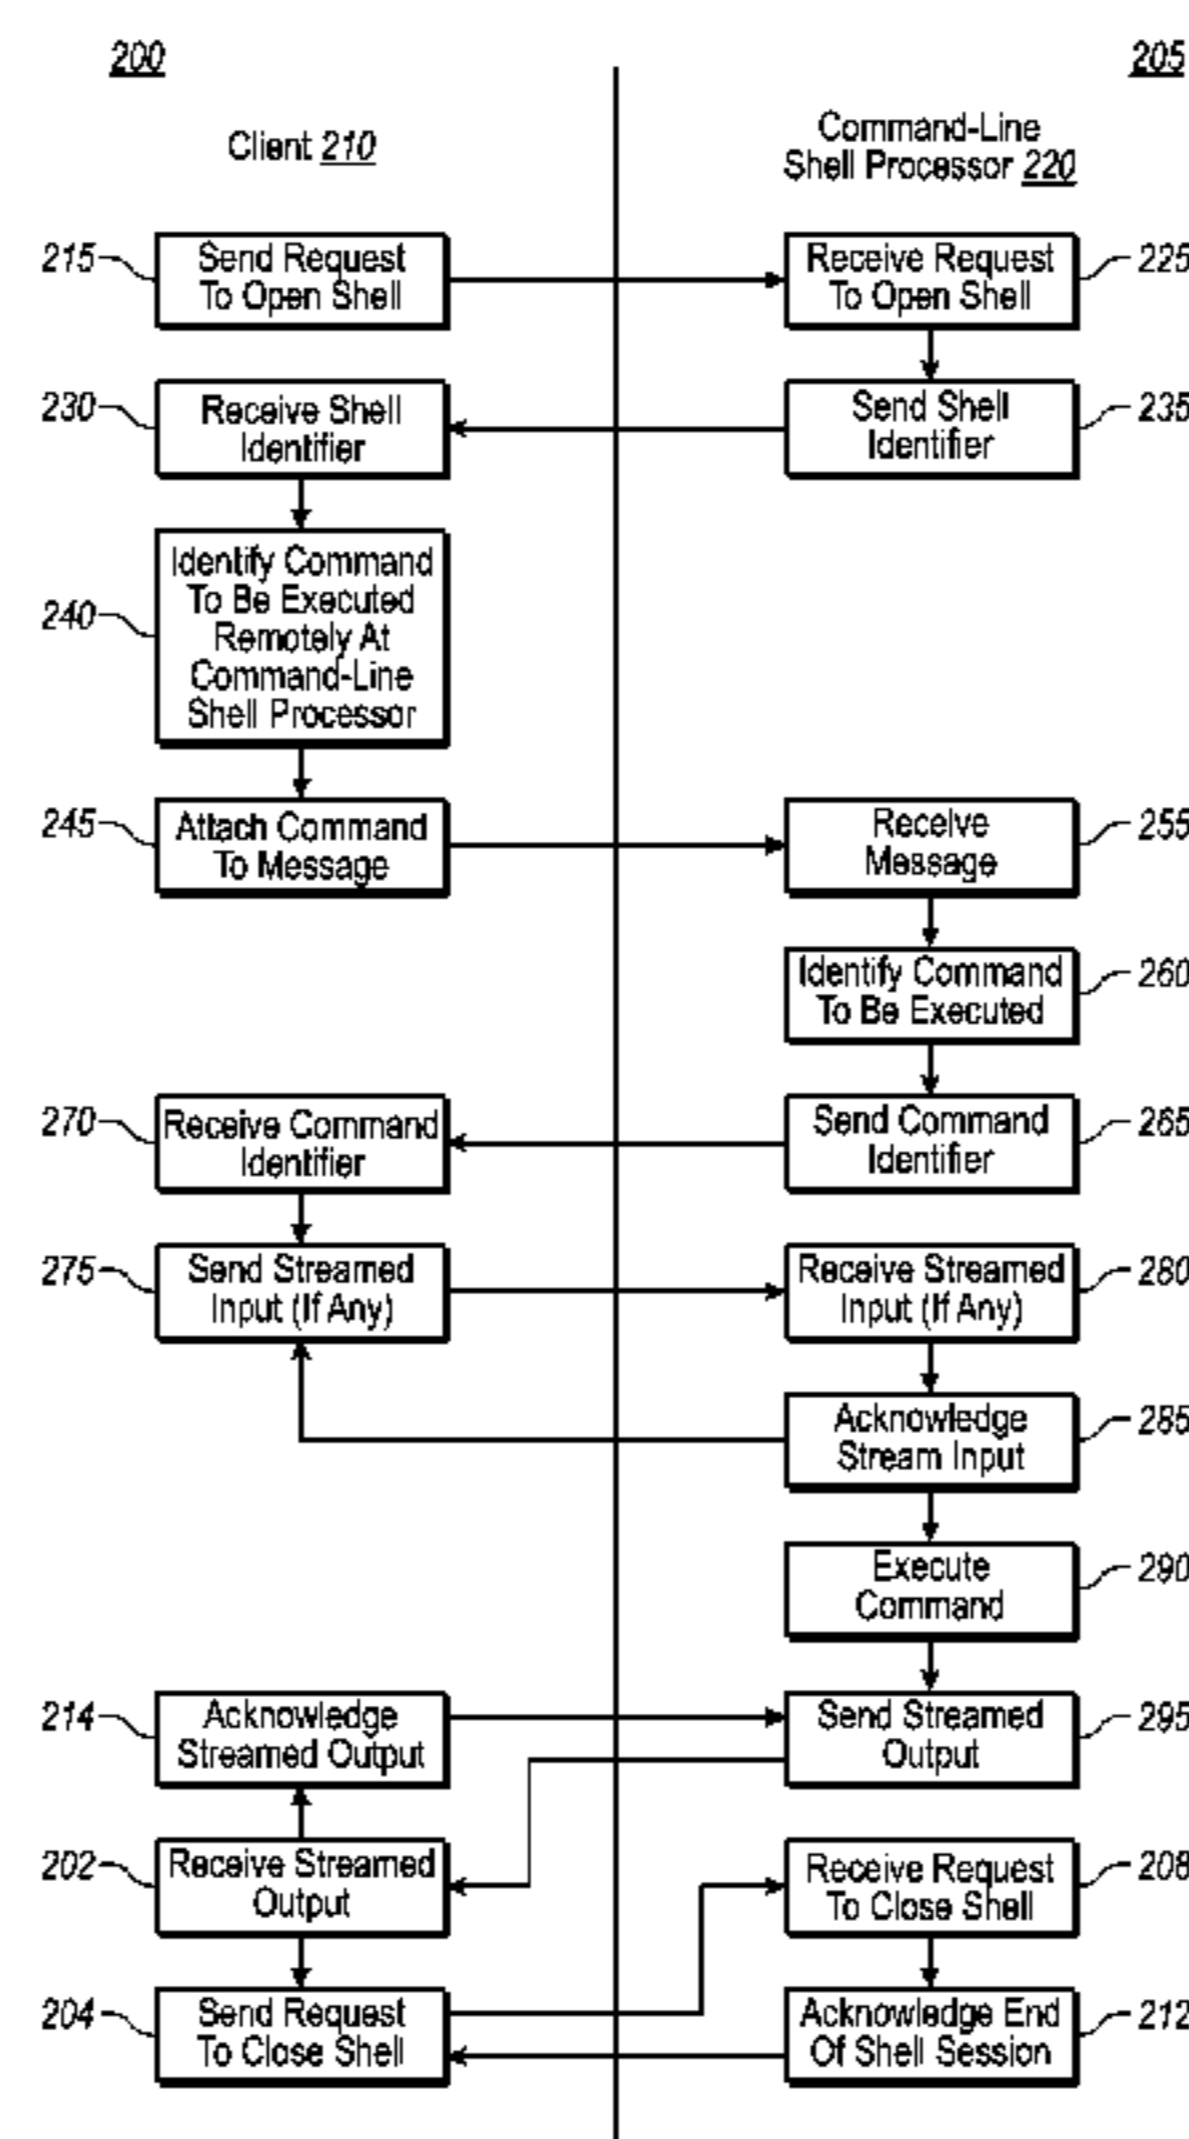 200
205
Client 210
Command-Line
Shell Processor 220
215
Send Request
To Open Shell
Receive Request
To Open Shell
225
230
Receive Shell
Identifier
Send Shell
Identifier
235
240
Identify Command
To Be Executed
Remotely At
Command-Line
Shell Processor
245
Attach Command
To Message
Receive
Message
255
Identify Command
To Be Executed
260
270
Receive Command
Identifier
Send Command
Identifier
265
275
Send Streamed
Input (If Any)
Receive Streamed
Input (If Any)
280
Acknowledge
Stream Input
285
Execute
Command
290
214
Acknowledge
Streamed Output
Send Streamed
Output
295
202
Receive Streamed
Output
Receive Request
To Close Shell
208
204
Send Request
To Close Shell
Acknowledge End
Of Shell Session
212